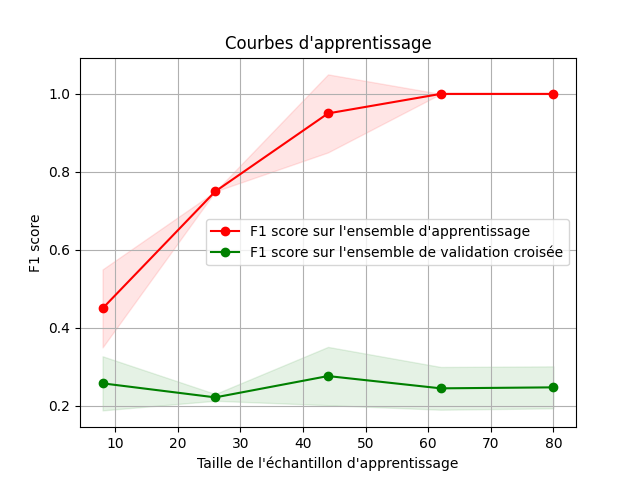 Courbes d'apprentissage
F1 score
1.0
0.8
0.6
0.4
0.2
F1 score sur l'ensemble d'apprentissage
F1 score sur l'ensemble de validation croisée
10 20 30 40 50 60 70 80
Taille de l'échantillon d'apprentissage